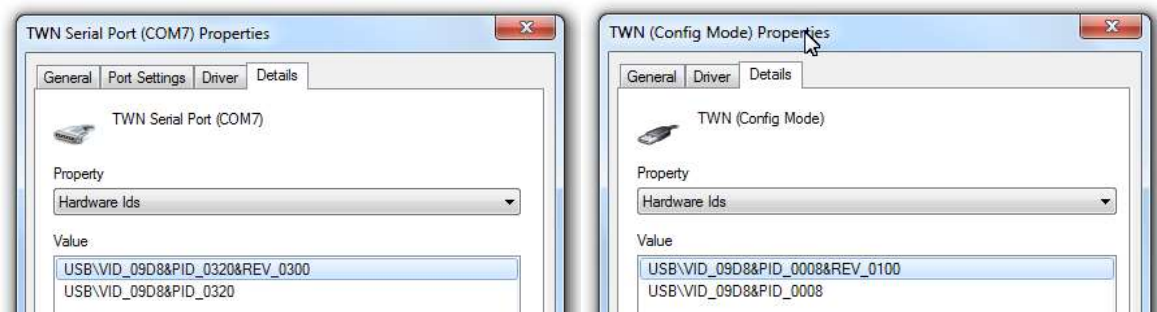 TWN Serial Port (COM7) Properties
General Port Settings Driver Details
TWN Serial Port (COM7)
Property
Hardware Ids
Value
USB\VID_09D8&PID_0320&REV_0300
USB\VID_09D8&PID_0320
TWN (Config Mode) Properties
General Driver Details
TWN (Config Mode)
Property
Hardware Ids
Value
USB\VID_09D8&PID_0008&REV_0100
USB\VID_09D8&PID_0008